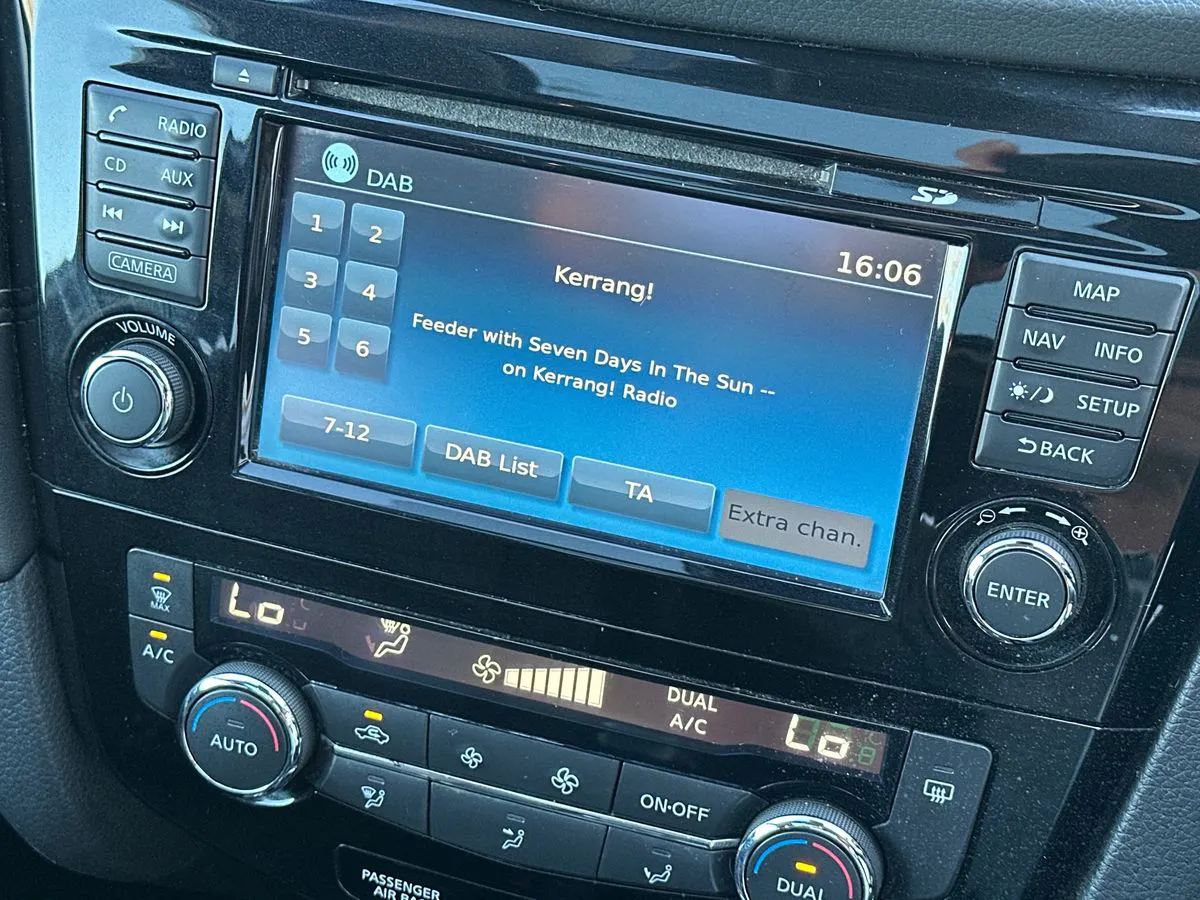 RADIO
CD AUX
CAMERA
VOLUME
DAB
SD
16:06
1 2
3 4
5 6
Kerrang!
Feeder with Seven Days In The Sun --
on Kerrang! Radio
7-12
DAB List
TA
Extra chan.
MAP
NAV INFO
SETUP
BACK
ENTER
MAX
A/C
Lo
DUAL
A/C
Lo
AUTO
ON·OFF
DUAL
PASSENGER